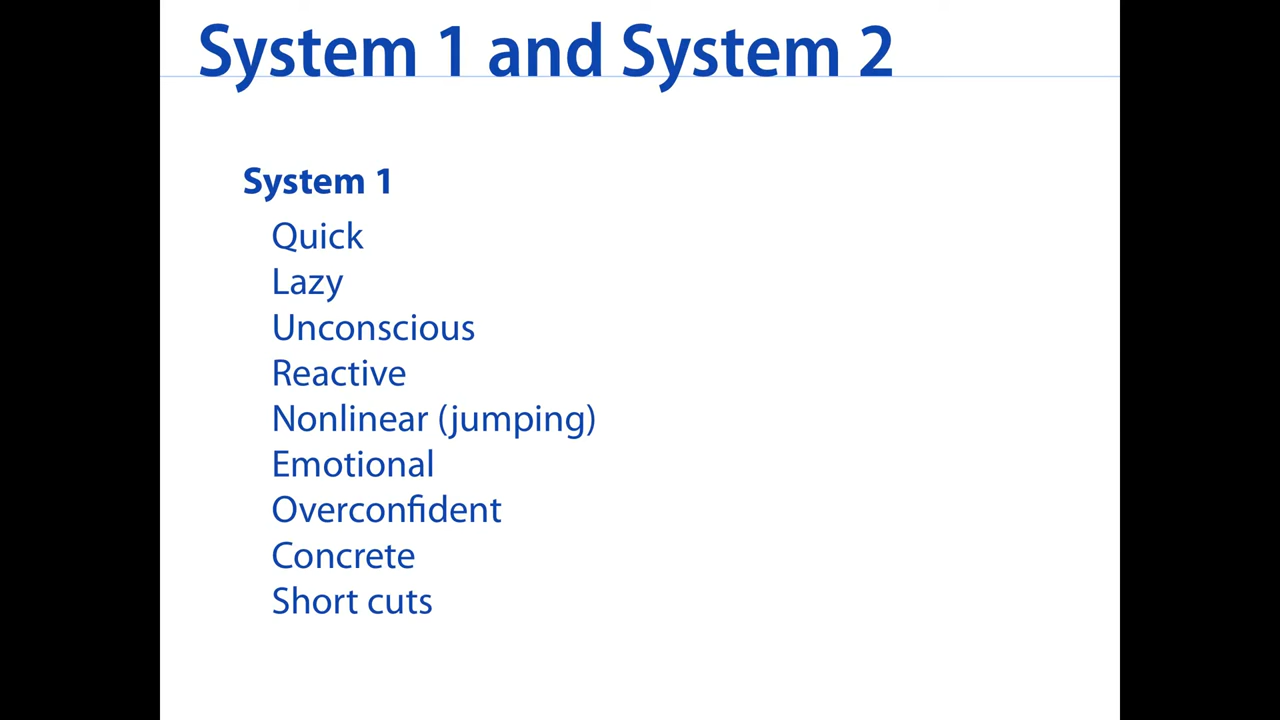 System 1 and System 2
System 1
Quick
Lazy
Unconscious
Reactive
Nonlinear (jumping)
Emotional
Overconfident
Concrete
Short cuts